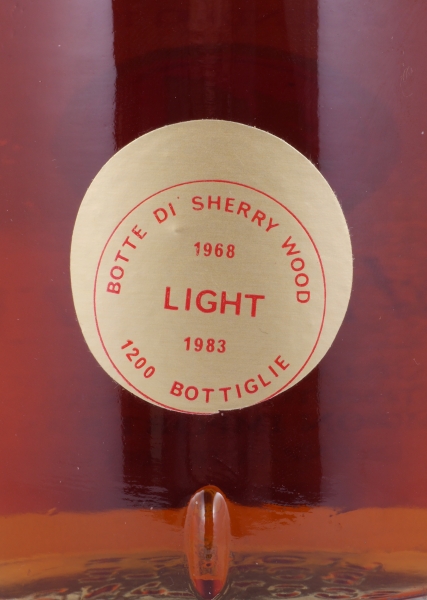 BOTTE DI SHERRY WOOD
1968
LIGHT
1983
1200 BOTTIGLIE